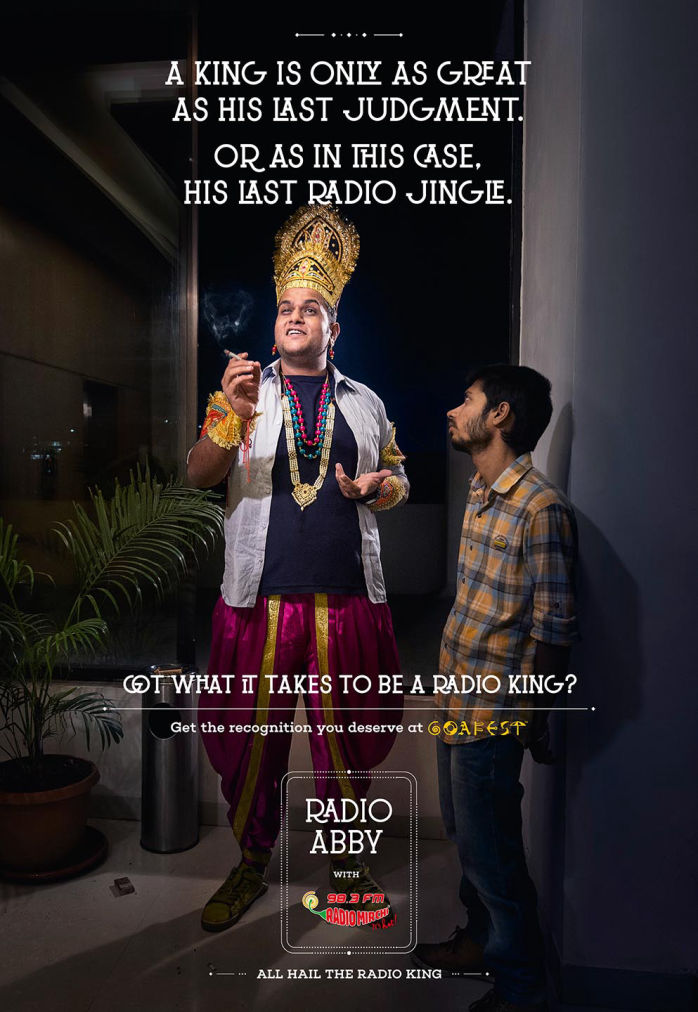 A KING IS ONLY AS GREAT
AS HIS LAST JUDGMENT.
OR AS IN THIS CASE,
HIS LAST RADIO JINGLE.
GOT WHAT IT TAKES TO BE A RADIO KING?
Get the recognition you deserve at GOAFEST
RADIO
ABBY
WITH
98.3 FM
RADIO MIRCHI
ALL HAIL THE RADIO KING